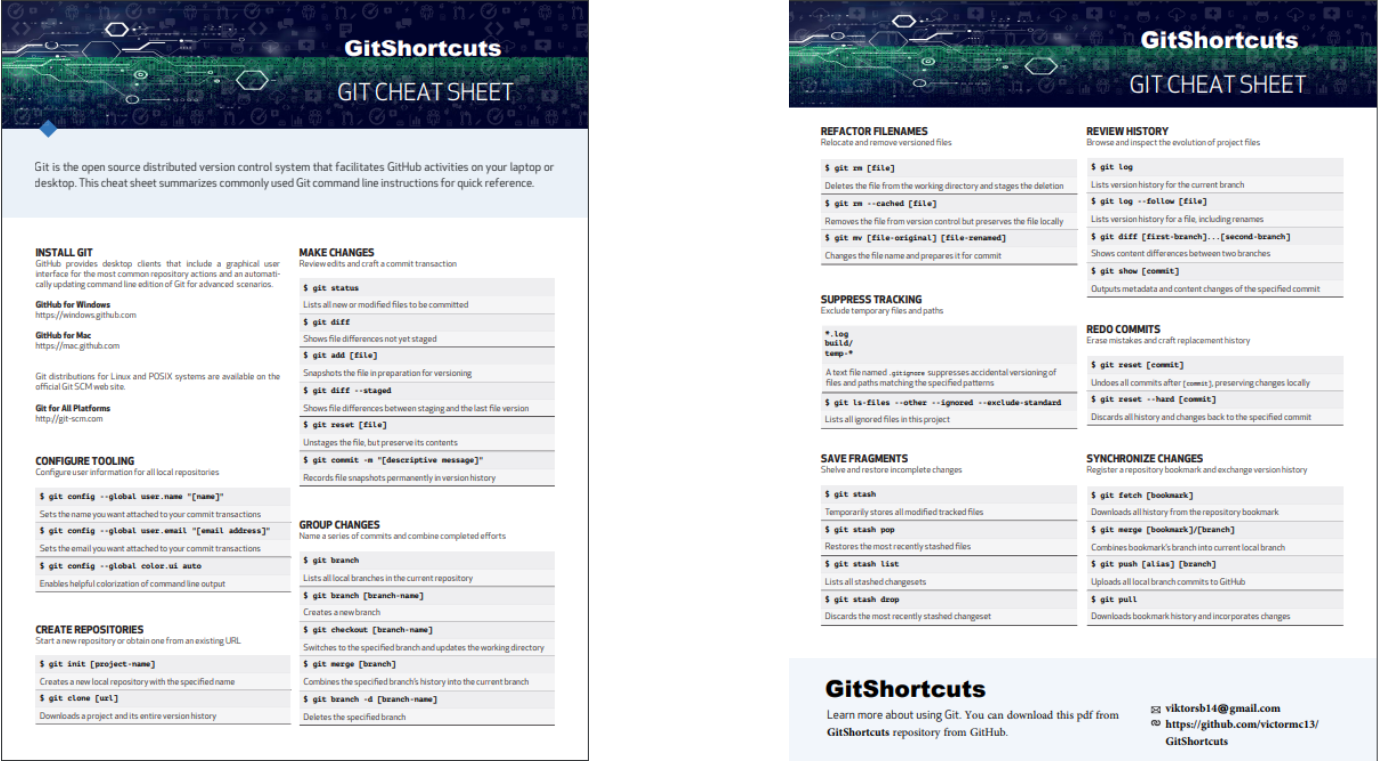 GitShortcuts
GIT CHEAT SHEET
Git is the open source distributed version control system that facilitates GitHub activities on your laptop or
desktop. This cheat sheet summarizes commonly used Git command line instructions for quick reference.
INSTALL GIT
GitHub provides desktop clients that include a graphical user
interface for the most common repository actions and an automati-
cally updating command line edition of Git for advanced scenarios.
GitHub for Windows
https://windows.github.com
GitHub for Mac
https://mac.github.com
Git distributions for Linux and POSIX systems are available on the
official Git SCM web site.
Git for All Platforms
http://git-scm.com
CONFIGURE TOOLING
Configure user information for all local repositories
$ git config --global user.name "[name]"
Sets the name you want attached to your commit transactions
$ git config --global user.email "[email address]"
Sets the email you want attached to your commit transactions
$ git config --global color.ui auto
Enables helpful colorization of command line output
CREATE REPOSITORIES
Start a new repository or obtain one from an existing URL
$ git init [project-name]
Creates a new local repository with the specified name
$ git clone [url]
Downloads a project and its entire version history
MAKE CHANGES
Review edits and craft a commit transaction
$ git status
Lists all new or modified files to be committed
$ git diff
Shows file differences not yet staged
$ git add [file]
Snapshots the file in preparation for versioning
$ git diff --staged
Shows file differences between staging and the last file version
$ git reset [file]
Unstages the file, but preserve its contents
$ git commit -m "[descriptive message]"
Records file snapshots permanently in version history
GROUP CHANGES
Name a series of commits and combine completed efforts
$ git branch
Lists all local branches in the current repository
$ git branch [branch-name]
Creates a new branch
$ git checkout [branch-name]
Switches to the specified branch and updates the working directory
$ git merge [branch]
Combines the specified branch's history into the current branch
$ git branch -d [branch-name]
Deletes the specified branch
GitShortcuts
GIT CHEAT SHEET
REFACTOR FILENAMES
Relocate and remove versioned files
$ git rm [file]
Deletes the file from the working directory and stages the deletion
$ git rm --cached [file]
Removes the file from version control but preserves the file locally
$ git mv [file-original] [file-renamed]
Changes the file name and prepares it for commit
SUPPRESS TRACKING
Exclude temporary files and paths
*.log
build/
temp-*
A text file named .gitignore suppresses accidental versioning of
files and paths matching the specified patterns
$ git ls-files --other --ignored --exclude-standard
Lists all ignored files in this project
SAVE FRAGMENTS
Shelve and restore incomplete changes
$ git stash
Temporarily stores all modified tracked files
$ git stash pop
Restores the most recently stashed files
$ git stash list
Lists all stashed changesets
$ git stash drop
Discards the most recently stashed changeset
REVIEW HISTORY
Browse and inspect the evolution of project files
$ git log
Lists version history for the current branch
$ git log --follow [file]
Lists version history for a file, including renames
$ git diff [first-branch]...[second-branch]
Shows content differences between two branches
$ git show [commit]
Outputs metadata and content changes of the specified commit
REDO COMMITS
Erase mistakes and craft replacement history
$ git reset [commit]
Undoes all commits after [commit], preserving changes locally
$ git reset --hard [commit]
Discards all history and changes back to the specified commit
SYNCHRONIZE CHANGES
Register a repository bookmark and exchange version history
$ git fetch [bookmark]
Downloads all history from the repository bookmark
$ git merge [bookmark]/[branch]
Combines bookmark's branch into current local branch
$ git push [alias] [branch]
Uploads all local branch commits to GitHub
$ git pull
Downloads bookmark history and incorporates changes
GitShortcuts
Learn more about using Git. You can download this pdf from
GitShortcuts repository from GitHub.
viktorsb14@gmail.com
https://github.com/victormc13/
GitShortcuts